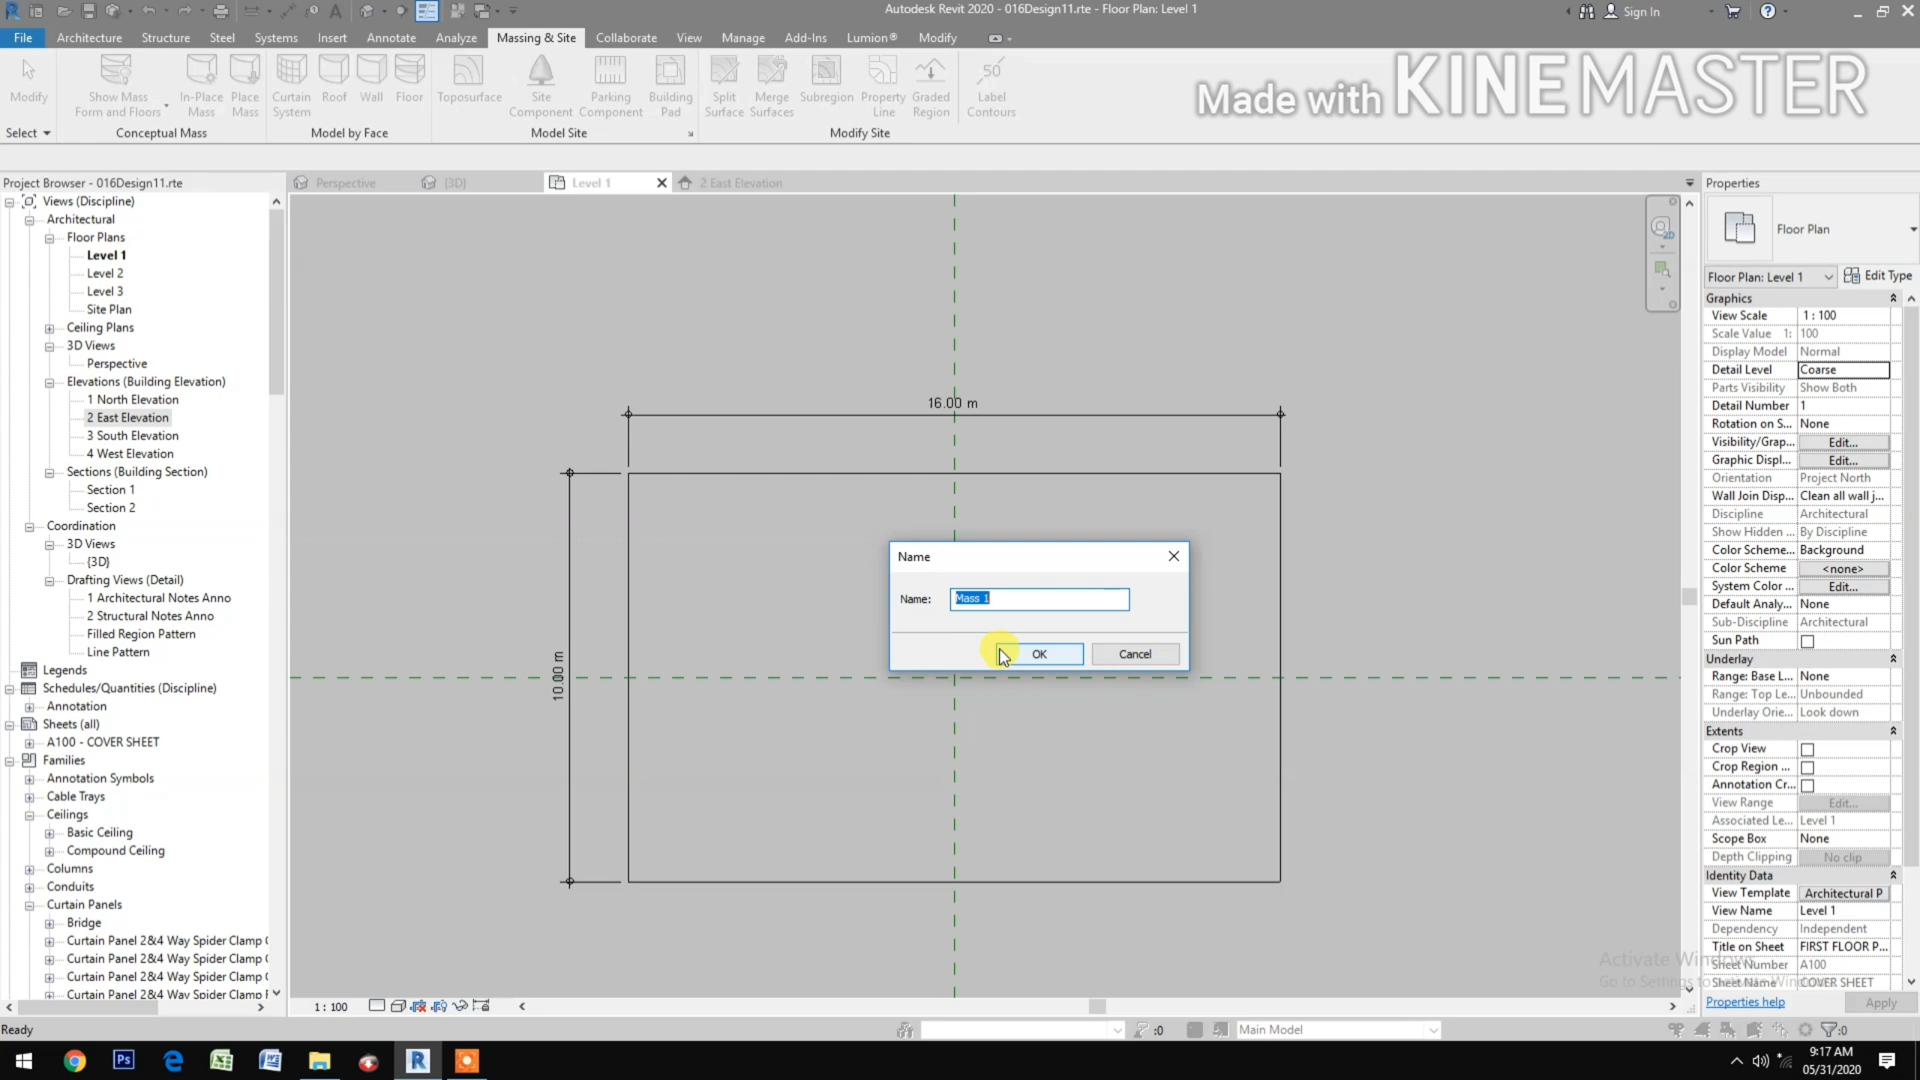 Autodesk Revit 2020 - 016Design11.rte - Floor Plan: Level 1
Sign In
File Architecture Structure Steel Systems Insert Annotate Analyze Massing & Site Collaborate View Manage Add-Ins Lumion® Modify
Modify
Show Mass Form and Floors
In-Place Mass
Place Mass
Curtain System
Roof
Wall
Floor
Toposurface
Site Component
Parking Component
Building Pad
Split Surface
Merge Surfaces
Subregion
Property Line
Graded Region
50
Label Contours
Made with KINEMASTER
Select Conceptual Mass Model by Face Model Site Modify Site
Project Browser - 016Design11.rte
Perspective
{3D}
Level 1
2 East Elevation
Views (Discipline)
Architectural
Floor Plans
Level 1
Level 2
Level 3
Site Plan
Ceiling Plans
3D Views
Perspective
Elevations (Building Elevation)
1 North Elevation
2 East Elevation
3 South Elevation
4 West Elevation
Sections (Building Section)
Section 1
Section 2
Coordination
3D Views
{3D}
Drafting Views (Detail)
1 Architectural Notes Anno
2 Structural Notes Anno
Filled Region Pattern
Line Pattern
Legends
Schedules/Quantities (Discipline)
Annotation
Sheets (all)
A100 - COVER SHEET
Families
Annotation Symbols
Cable Trays
Ceilings
Basic Ceiling
Compound Ceiling
Columns
Conduits
Curtain Panels
Bridge
Curtain Panel 2&4 Way Spider Clamp
Curtain Panel 2&4 Way Spider Clamp
Curtain Panel 2&4 Way Spider Clamp
Curtain Panel 2&4 Way Spider Clamp
16.00 m
10.00 m
2D
Name
Name: Mass 1
OK Cancel
Properties
Floor Plan
Floor Plan: Level 1 Edit Type
Graphics
View Scale 1 : 100
Scale Value 1: 100
Display Model Normal
Detail Level Coarse
Parts Visibility Show Both
Detail Number 1
Rotation on S... None
Visibility/Grap... Edit...
Graphic Displ... Edit...
Orientation Project North
Wall Join Disp... Clean all wall j...
Discipline Architectural
Show Hidden ... By Discipline
Color Scheme... Background
Color Scheme <none>
System Color ... Edit...
Default Analy... None
Sub-Discipline Architectural
Sun Path
Underlay
Range: Base L... None
Range: Top Le... Unbounded
Underlay Orie... Look down
Extents
Crop View
Crop Region ...
Annotation Cr...
View Range Edit...
Associated Le... Level 1
Scope Box None
Depth Clipping No clip
Identity Data
View Template Architectural P
View Name Level 1
Dependency Independent
Title on Sheet FIRST FLOOR P...
Sheet Number A100
Sheet Name COVER SHEET
Activate Windows
Go to Settings to activate Windows.
Properties help Apply
1 : 100
Ready
:0
Main Model
:0
9:17 AM
05/31/2020